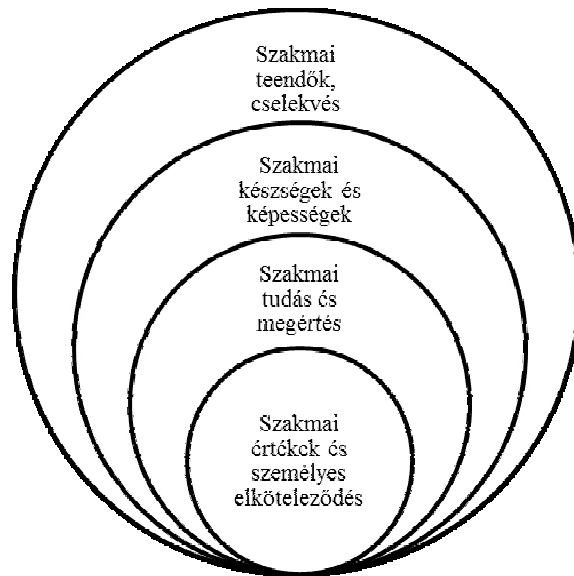 Szakmai
teendők,
cselekvés
Szakmai
készségek és
képességek
Szakmai
tudás és
megértés
Szakmai
értékek és
személyes
elköteleződés